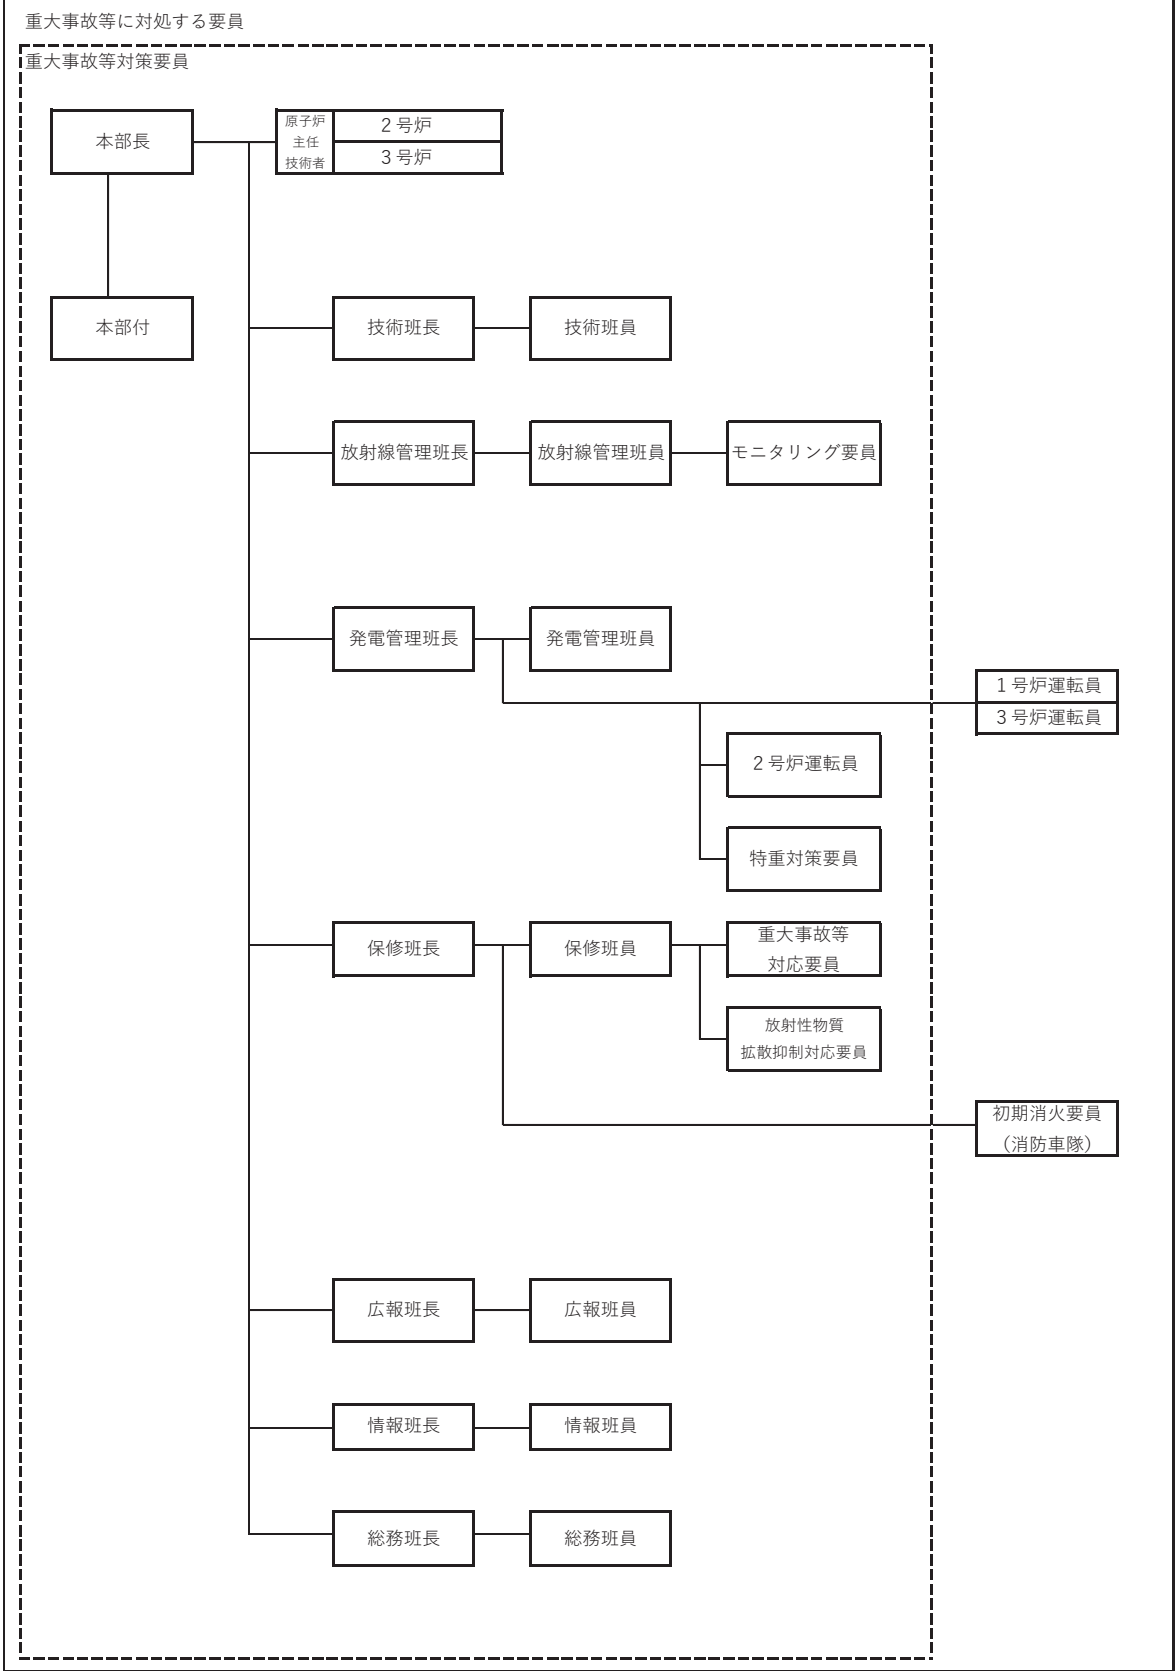 重大事故等に対処する要員
重大事故等対策要員
本部長
原子炉
主任
技術者
２号炉
３号炉
本部付
技術班長
技術班員
放射線管理班長
放射線管理班員
モニタリング要員
発電管理班長
発電管理班員
１号炉運転員
３号炉運転員
２号炉運転員
特重対策要員
保修班長
保修班員
重大事故等
対応要員
放射性物質
拡散抑制対応要員
初期消火要員
（消防車隊）
広報班長
広報班員
情報班長
情報班員
総務班長
総務班員